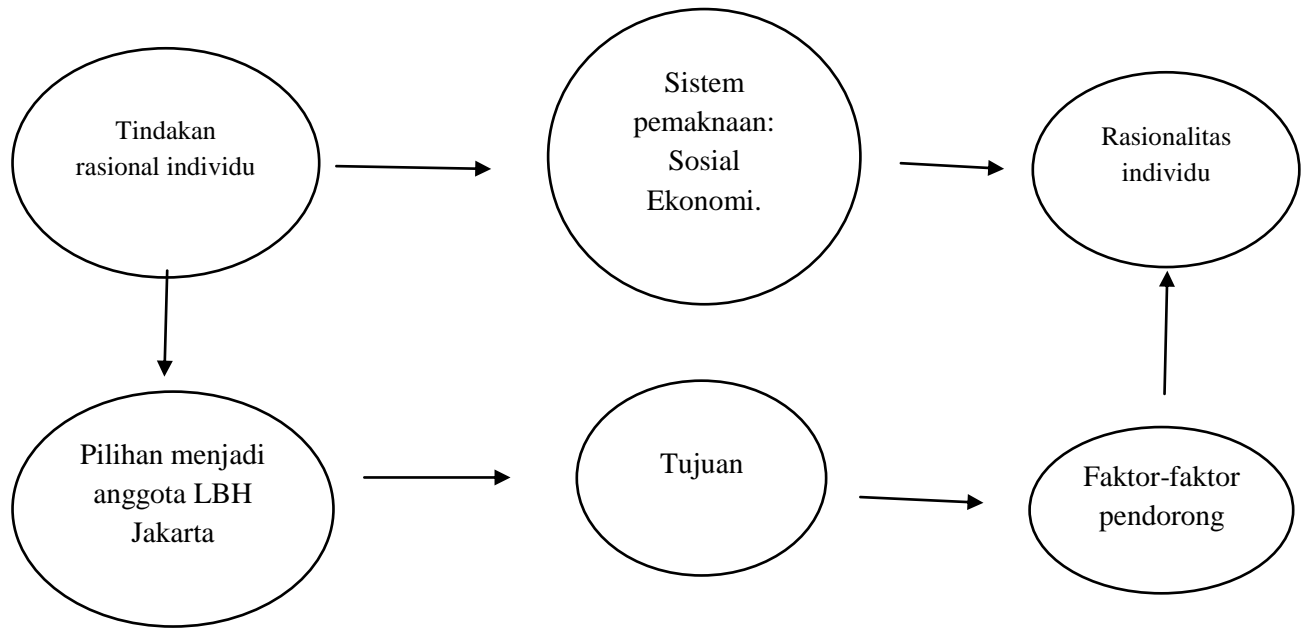 Tindakan
rasional individu
Sistem
pemaknaan:
Sosial
Ekonomi.
Rasionalitas
individu
Pilihan menjadi
anggota LBH
Jakarta
Tujuan
Faktor-faktor
pendorong